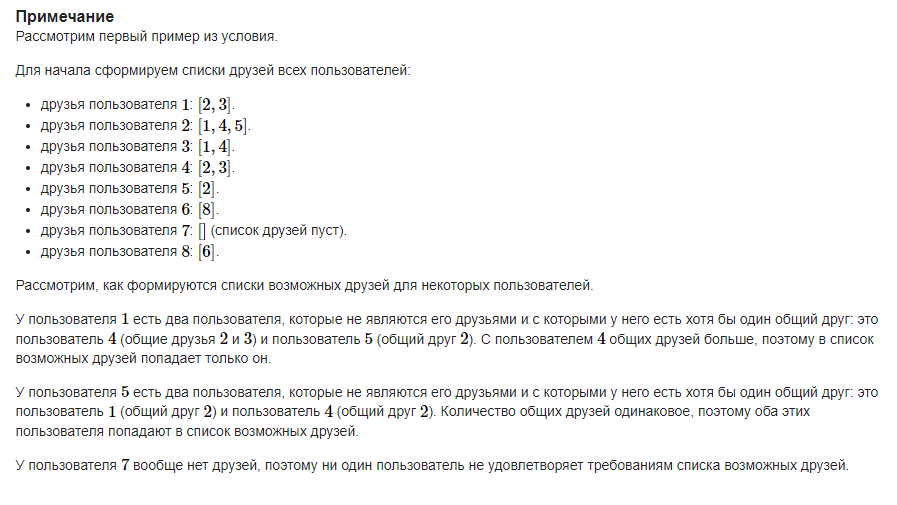 Примечание
Рассмотрим первый пример из условия.
Для начала сформируем списки друзей всех пользователей:
• друзья пользователя 1: [2, 3].
• друзья пользователя 2: [1, 4, 5].
• друзья пользователя 3: [1, 4].
• друзья пользователя 4: [2, 3].
• друзья пользователя 5: [2].
• друзья пользователя 6: [8].
• друзья пользователя 7: [] (список друзей пуст).
• друзья пользователя 8: [6].
Рассмотрим, как формируются списки возможных друзей для некоторых пользователей.
У пользователя 1 есть два пользователя, которые не являются его друзьями и с которыми у него есть хотя бы один общий друг: это
пользователь 4 (общие друзья 2 и 3) и пользователь 5 (общий друг 2). С пользователем 4 общих друзей больше, поэтому в список
возможных друзей попадает только он.
У пользователя 5 есть два пользователя, которые не являются его друзьями и с которыми у него есть хотя бы один общий друг: это
пользователь 1 (общий друг 2) и пользователь 4 (общий друг 2). Количество общих друзей одинаковое, поэтому оба этих
пользователя попадают в список возможных друзей.
У пользователя 7 вообще нет друзей, поэтому ни один пользователь не удовлетворяет требованиям списка возможных друзей.